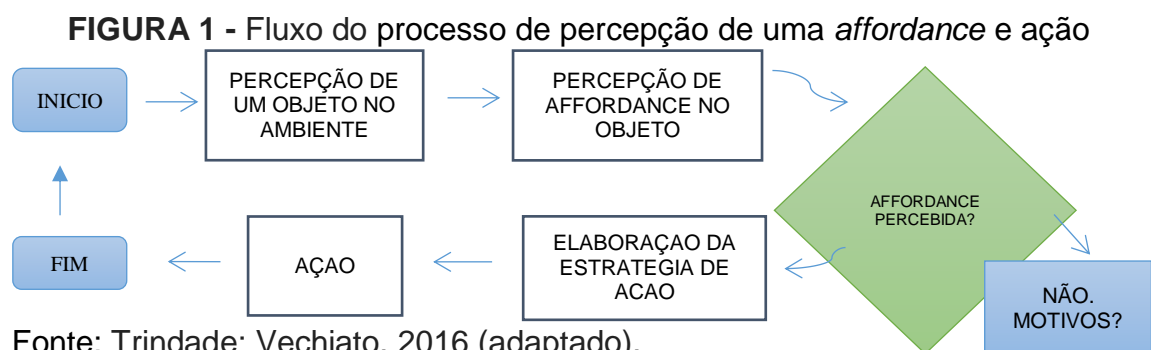 FIGURA 1 - Fluxo do processo de percepção de uma affordance e ação
INICIO
PERCEPÇÃO DE
UM OBJETO NO
AMBIENTE
PERCEPÇÃO DE
AFFORDANCE NO
OBJETO
AFFORDANCE
PERCEBIDA?
NÃO.
MOTIVOS?
ELABORAÇAO DA
ESTRATEGIA DE
ACAO
AÇAO
FIM
Fonte: Trindade; Vechiato, 2016 (adaptado).